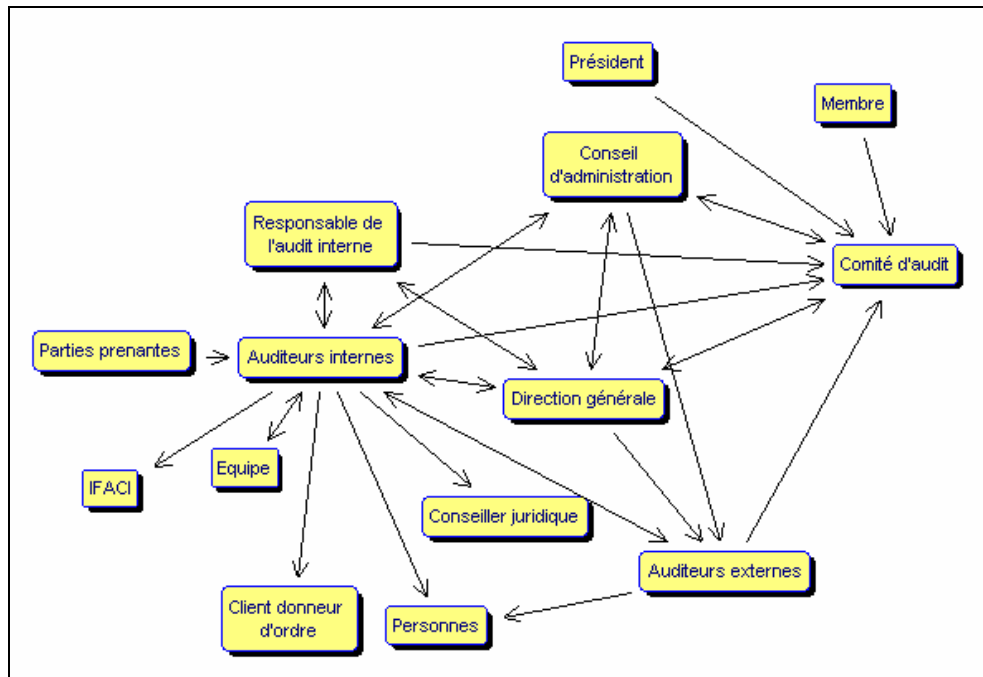 Président
Membre
Conseil
d'administration
Responsable de
l'audit interne
Comité d'audit
Parties prenantes
Auditeurs internes
Direction générale
Equipe
IFACI
Conseiller juridique
Auditeurs externes
Client donneur
d'ordre
Personnes